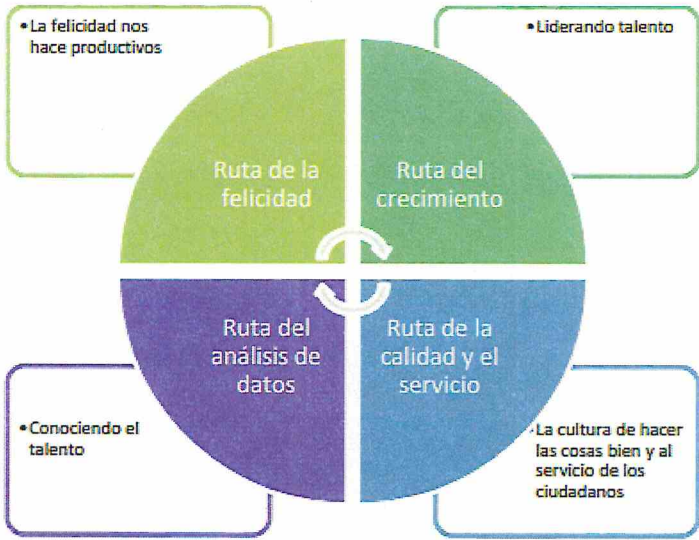 •La felicidad nos
hace productivos
•Liderando talento
Ruta de la
felicidad
Ruta del
crecimiento
Ruta del
análisis de
datos
Ruta de la
calidad y el
servicio
•Conociendo el
talento
•La cultura de hacer
las cosas bien y al
servicio de los
ciudadanos